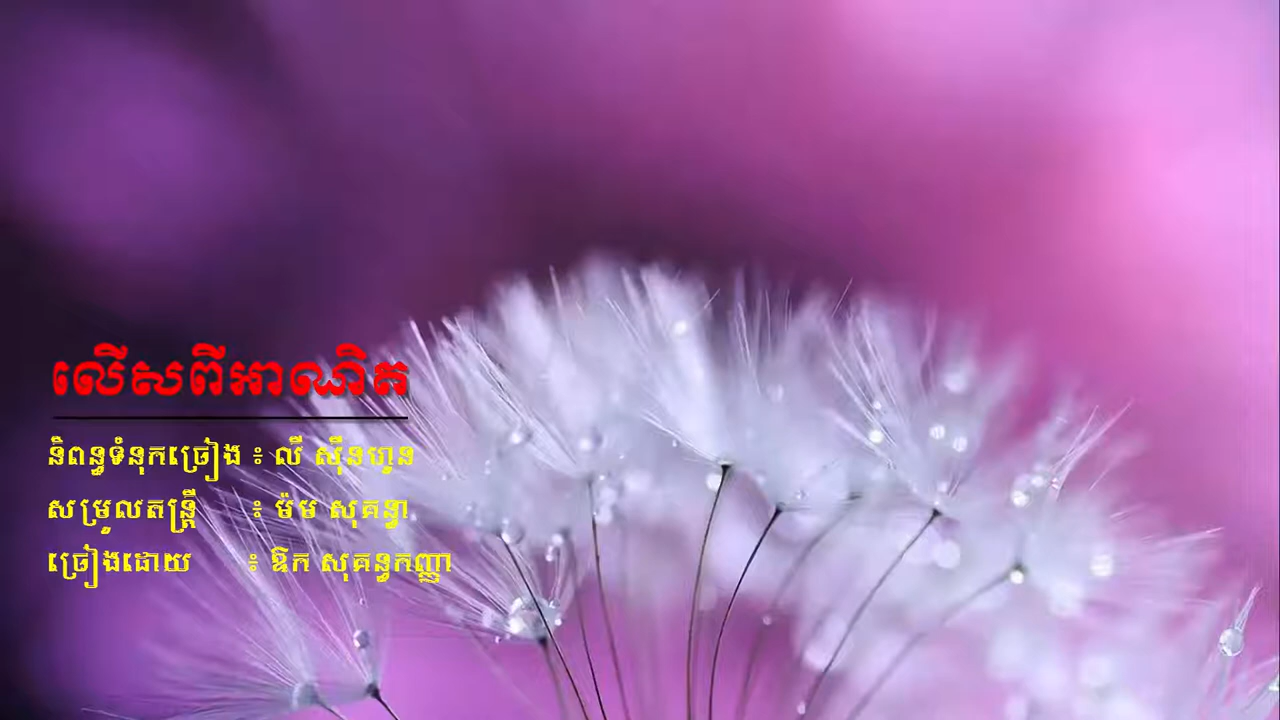 លើសពីអាណិត
និពន្ធទំនុកច្រៀង ៖ លី ស៊ីនហួន
សម្រួលតន្ត្រី ៖ ម៉ម សុគន្ធា
ច្រៀងដោយ ៖ ឱក សុគន្ធកញ្ញា